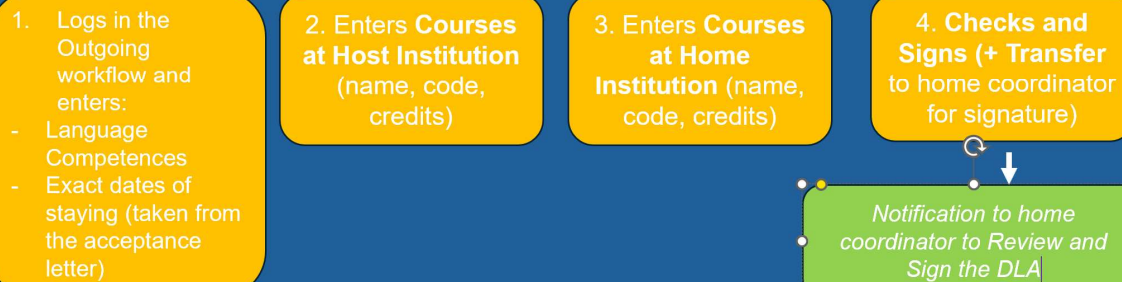 1. Logs in the
Outgoing
workflow and
enters:
- Language
Competences
- Exact dates of
staying (taken from
the acceptance
letter)
2. Enters Courses
at Host Institution
(name, code,
credits)
3. Enters Courses
at Home
Institution (name,
code, credits)
4. Checks and
Signs (+ Transfer
to home coordinator
for signature)
Notification to home
coordinator to Review and
Sign the DLA